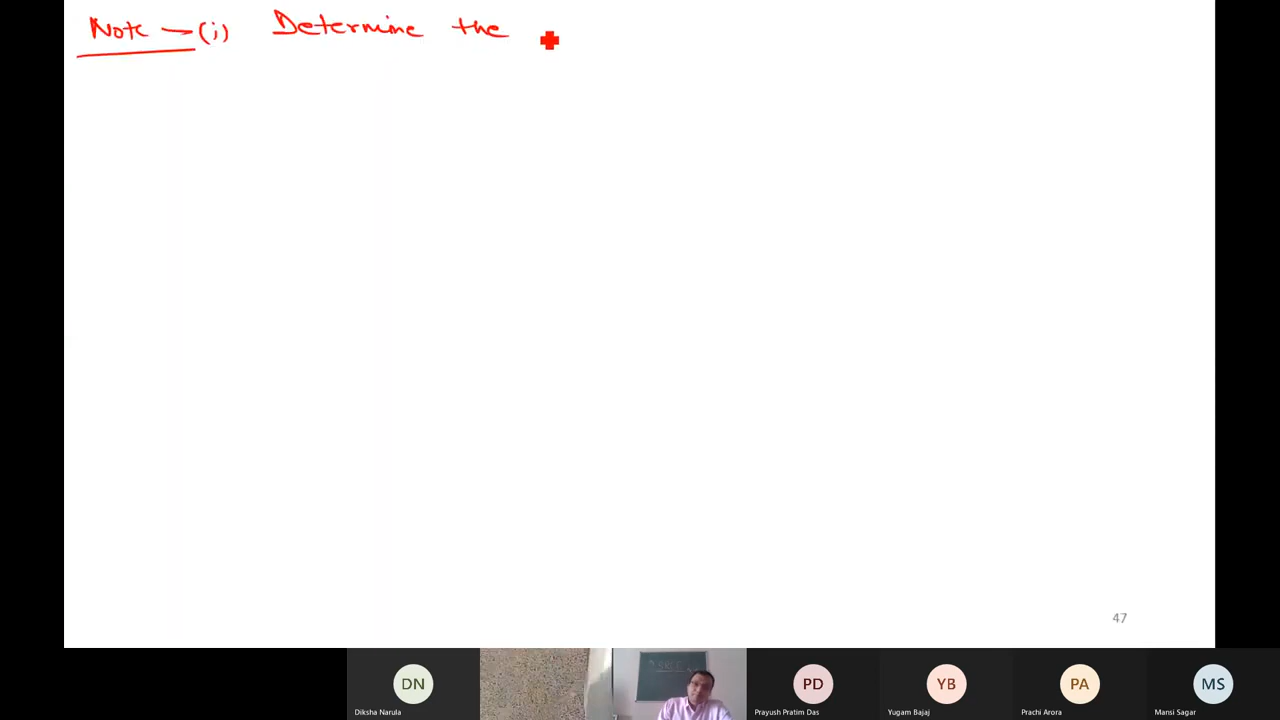 Note - (i) Determine the
47
DN
PD
YB
PA
MS
Diksha Narula
Prayush Pratim Das
Yugam Bajaj
Prachi Arora
Mansi Sagar